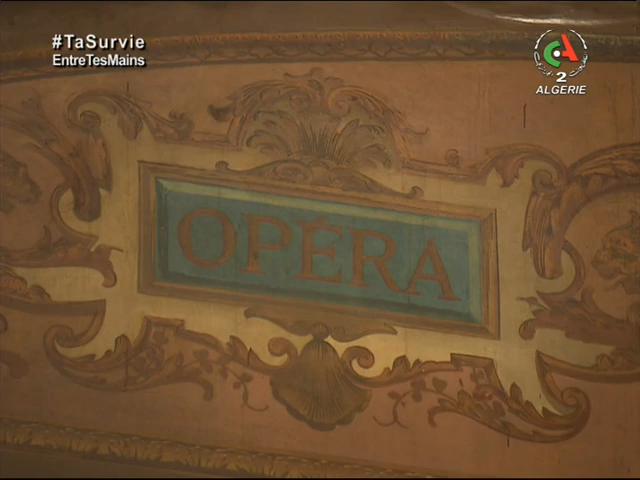 #TaSurvie
EntreTesMains
2
ALGERIE
OPÉRA